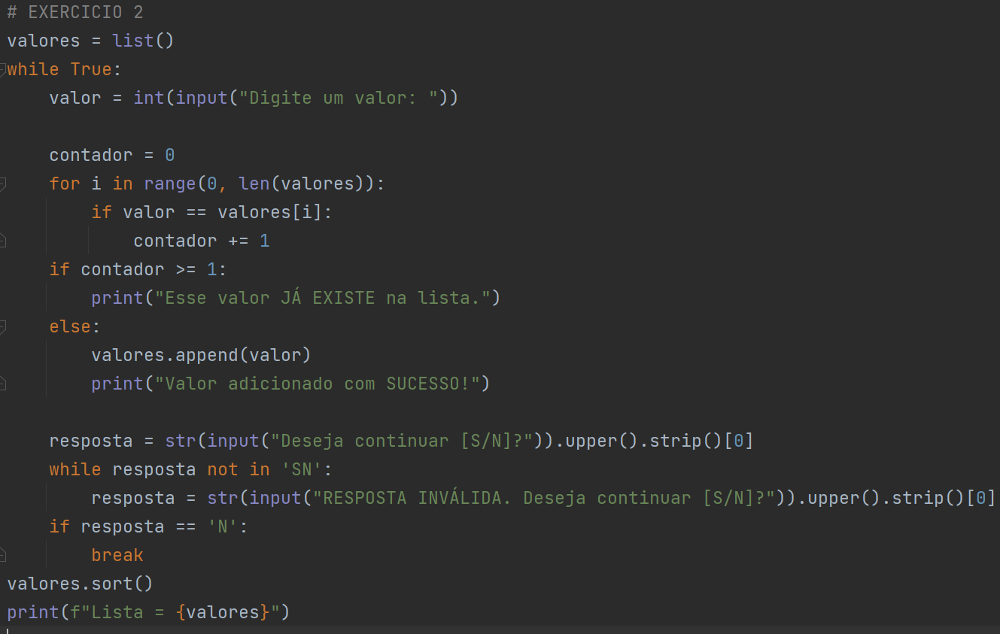 # EXERCICIO 2
valores = list()
while True:
    valor = int(input("Digite um valor: "))

    contador = 0
    for i in range(0, len(valores)):
        if valor == valores[i]:
            contador += 1
    if contador >= 1:
        print("Esse valor JÁ EXISTE na lista.")
    else:
        valores.append(valor)
        print("Valor adicionado com SUCESSO!")

    resposta = str(input("Deseja continuar [S/N]?")).upper().strip()[0]
    while resposta not in 'SN':
        resposta = str(input("RESPOSTA INVÁLIDA. Deseja continuar [S/N]?")).upper().strip()[0]
    if resposta == 'N':
        break
valores.sort()
print(f"Lista = {valores}")